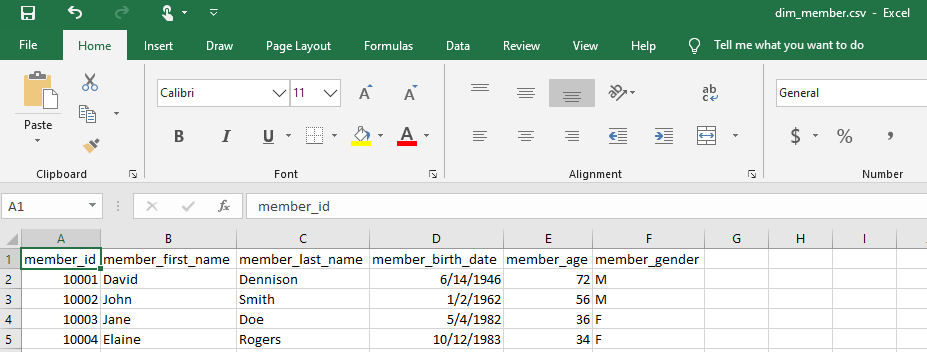 dim_member.csv - Excel
File Home Insert Draw Page Layout Formulas Data Review View Help Tell me what you want to do
Calibri 11 A A ab c General
Paste B I U A $ % ,
Clipboard Font Alignment Number
A1 fx member_id
A B C D E F G H I
1 member_id member_first_name member_last_name member_birth_date member_age member_gender
2 10001 David Dennison 6/14/1946 72 M
3 10002 John Smith 1/2/1962 56 M
4 10003 Jane Doe 5/4/1982 36 F
5 10004 Elaine Rogers 10/12/1983 34 F